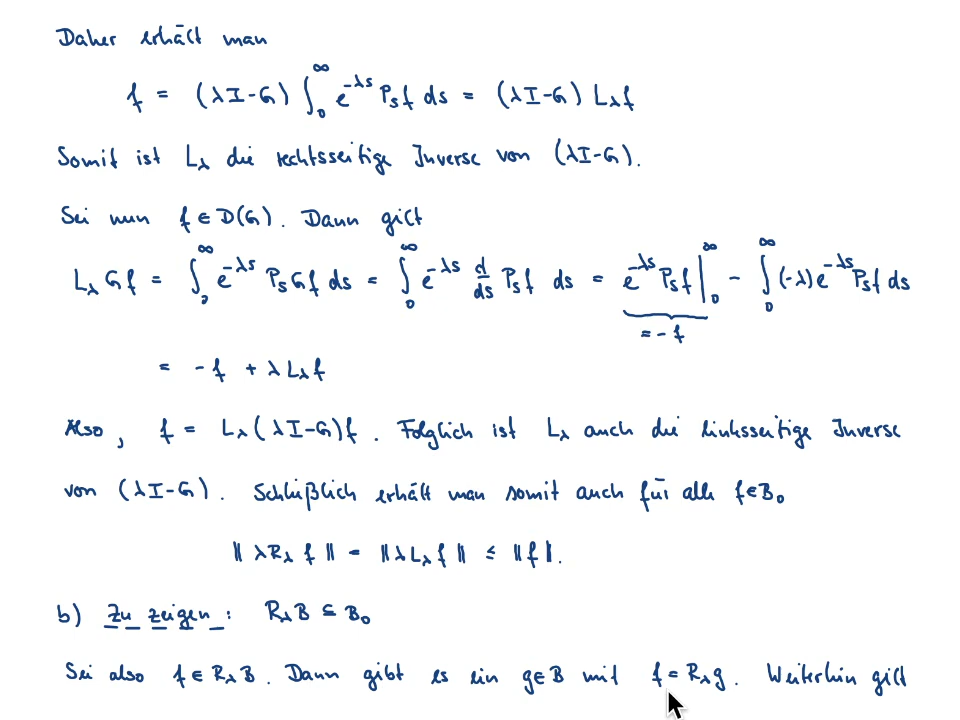 Daher erhält man
f = (λI-G) ∫₀^∞ e^{-λs} P_s f ds = (λI-G) L_λ f
Somit ist L_λ die rechtsseitige Inverse von (λI-G).
Sei nun f ∈ D(G). Dann gilt
L_λ G f = ∫₀^∞ e^{-λs} P_s G f ds = ∫₀^∞ e^{-λs} d/ds P_s f ds = e^{-λs} P_s f |₀^∞ - ∫₀^∞ (-λ) e^{-λs} P_s f ds
= - f
= - f + λ L_λ f
Also, f = L_λ (λI-G) f. Folglich ist L_λ auch die linksseitige Inverse
von (λI-G). Schließlich erhält man somit auch für alle f ∈ B₀
‖ λR_λ f ‖ = ‖ λL_λ f ‖ ≤ ‖ f ‖.
b) Zu zeigen: R_λ B ⊆ B₀
Sei also f ∈ R_λ B. Dann gibt es ein g ∈ B mit f = R_λ g. Weiterhin gilt